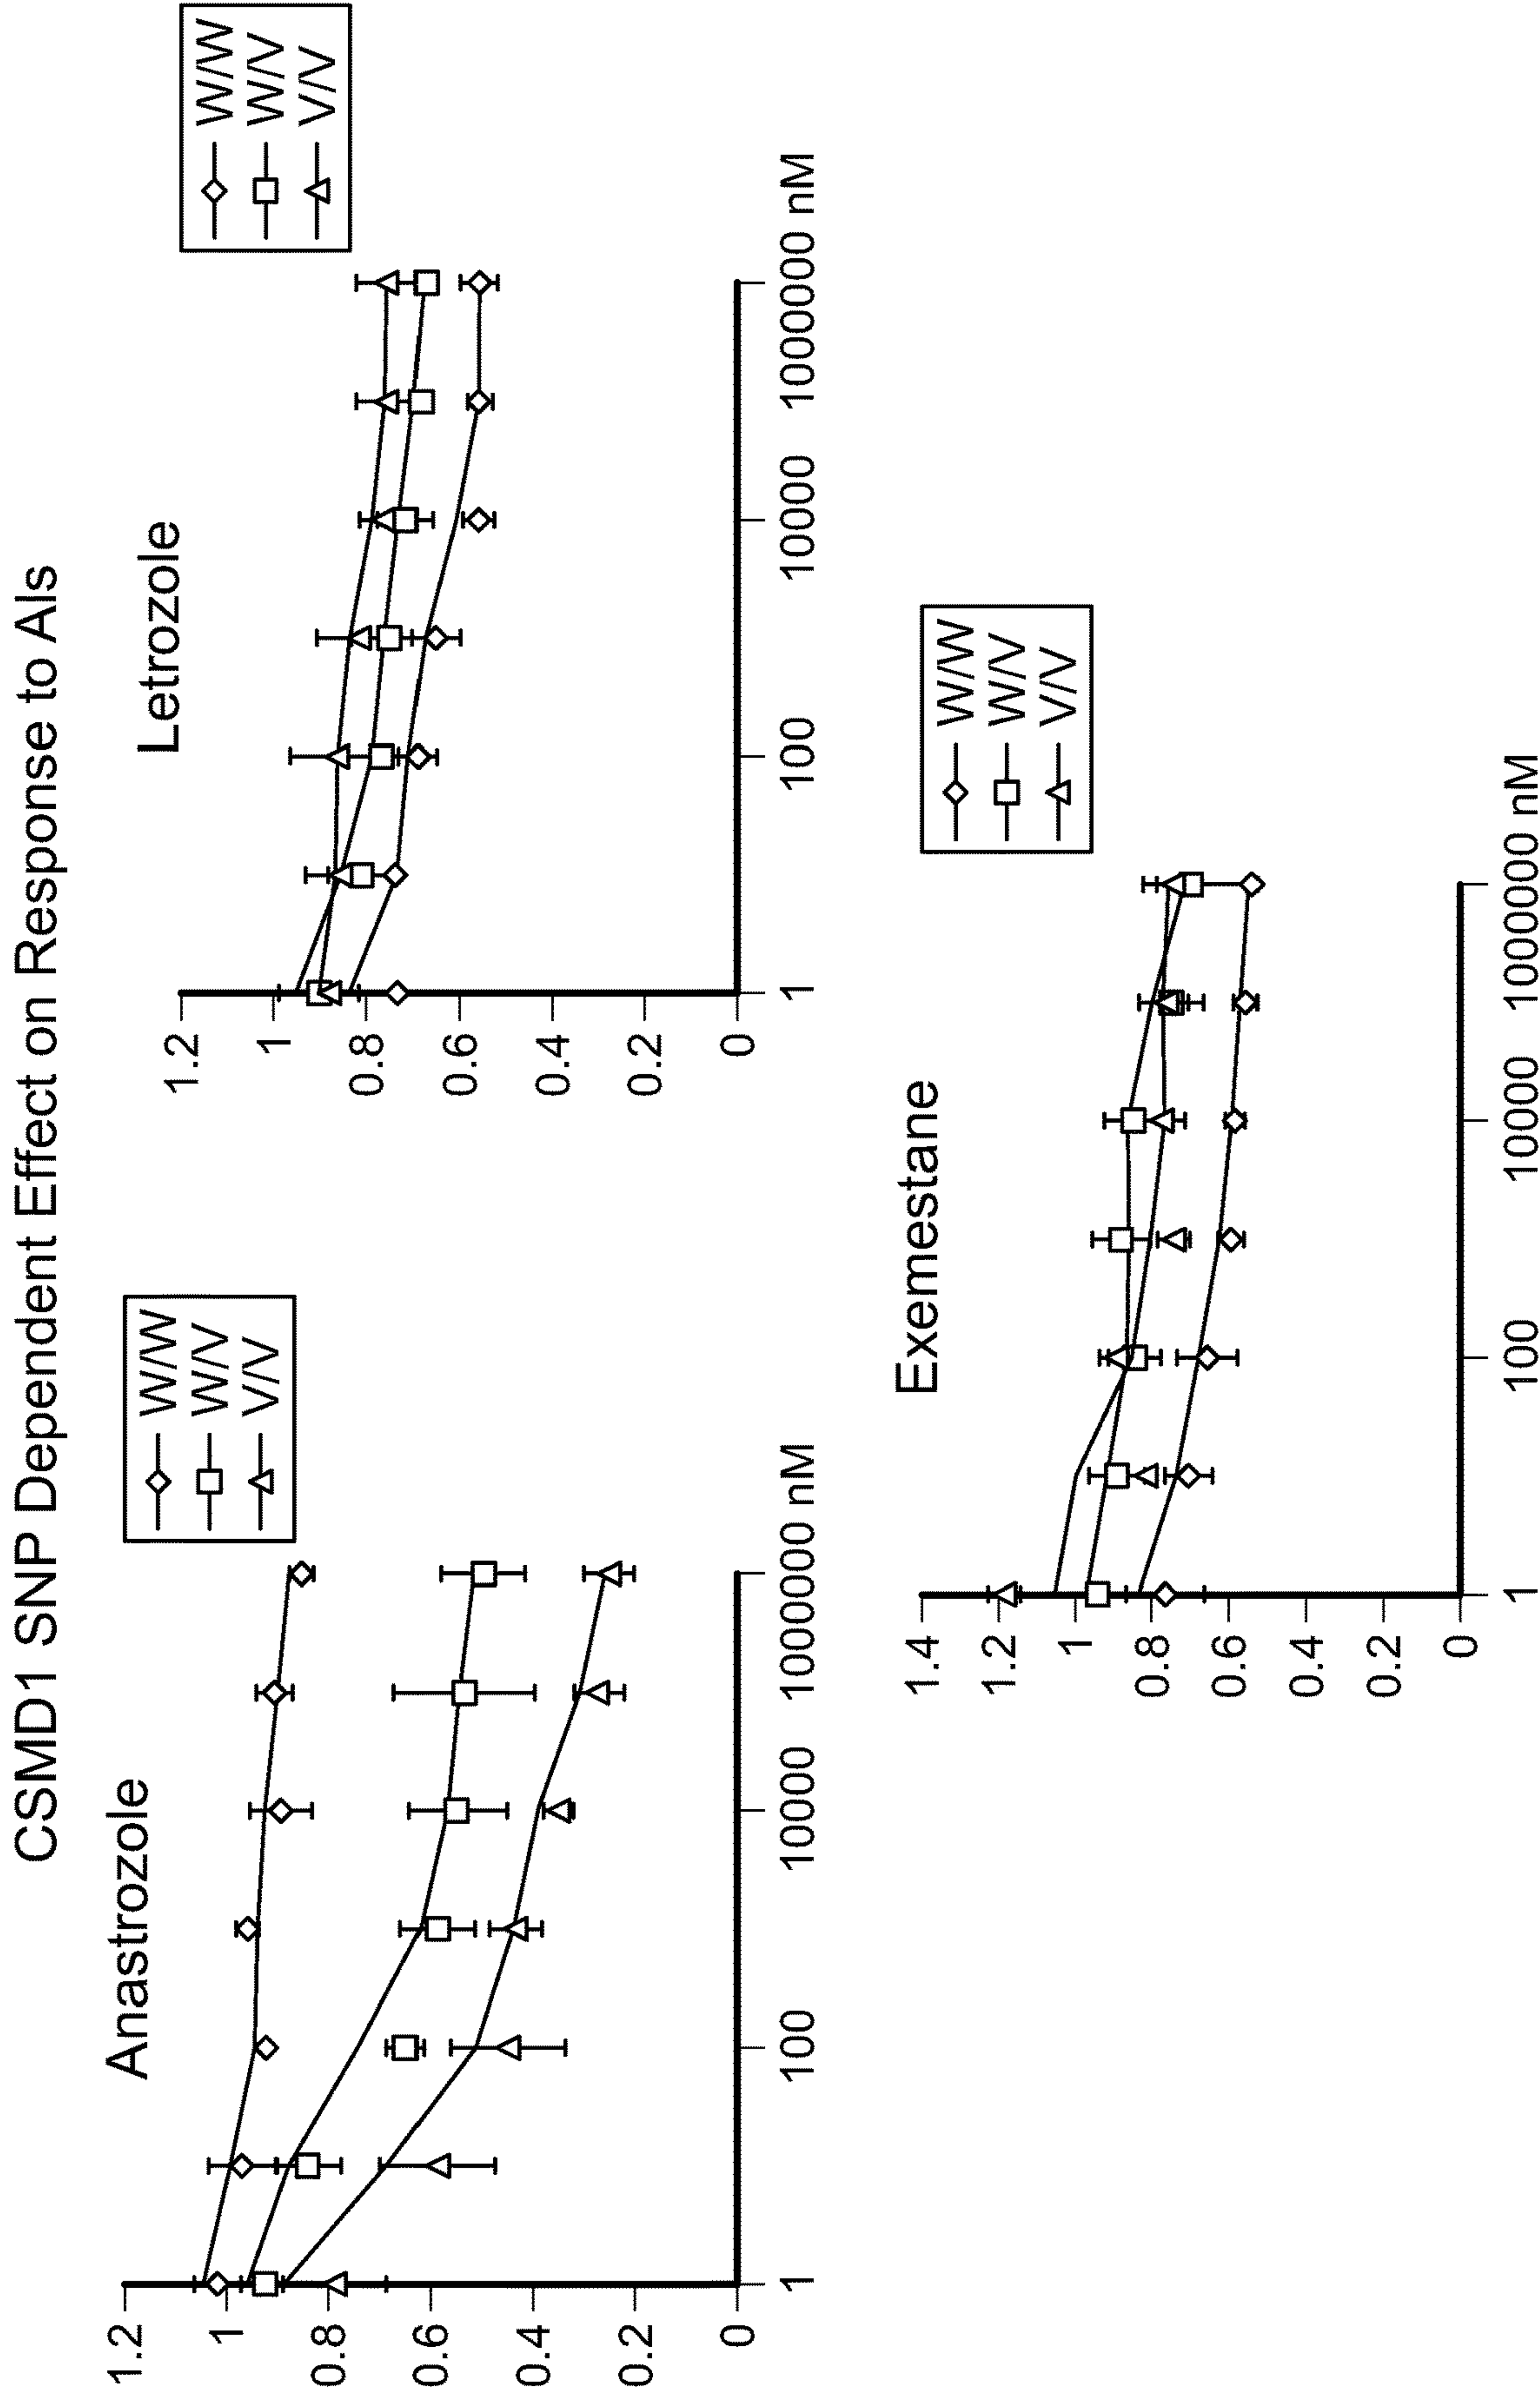 CSMD1 SNP Dependent Effect on Response to AIs
Anastrozole
W/W
W/V
V/V
1.2
1
0.8
0.6
0.4
0.2
0
1
100
10000
1000000 nM
Letrozole
W/W
W/V
V/V
1.2
1
0.8
0.6
0.4
0.2
0
1
100
10000
1000000 nM
Exemestane
W/W
W/V
V/V
1.4
1.2
1
0.8
0.6
0.4
0.2
0
1
100
10000
1000000 nM